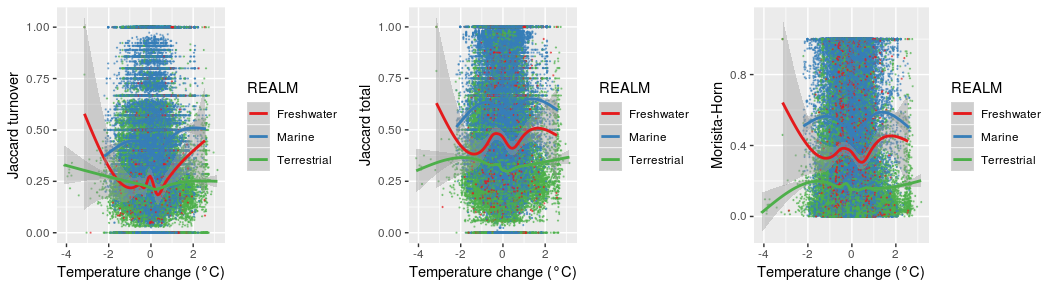 Jaccard turnover
1.00
0.75
0.50
0.25
0.00
-4
-2
0
2
Temperature change (°C)
REALM
Freshwater
Marine
Terrestrial
Jaccard total
1.00
0.75
0.50
0.25
0.00
-4
-2
0
2
Temperature change (°C)
REALM
Freshwater
Marine
Terrestrial
Morisita-Horn
0.8
0.4
0.0
-4
-2
0
2
Temperature change (°C)
REALM
Freshwater
Marine
Terrestrial